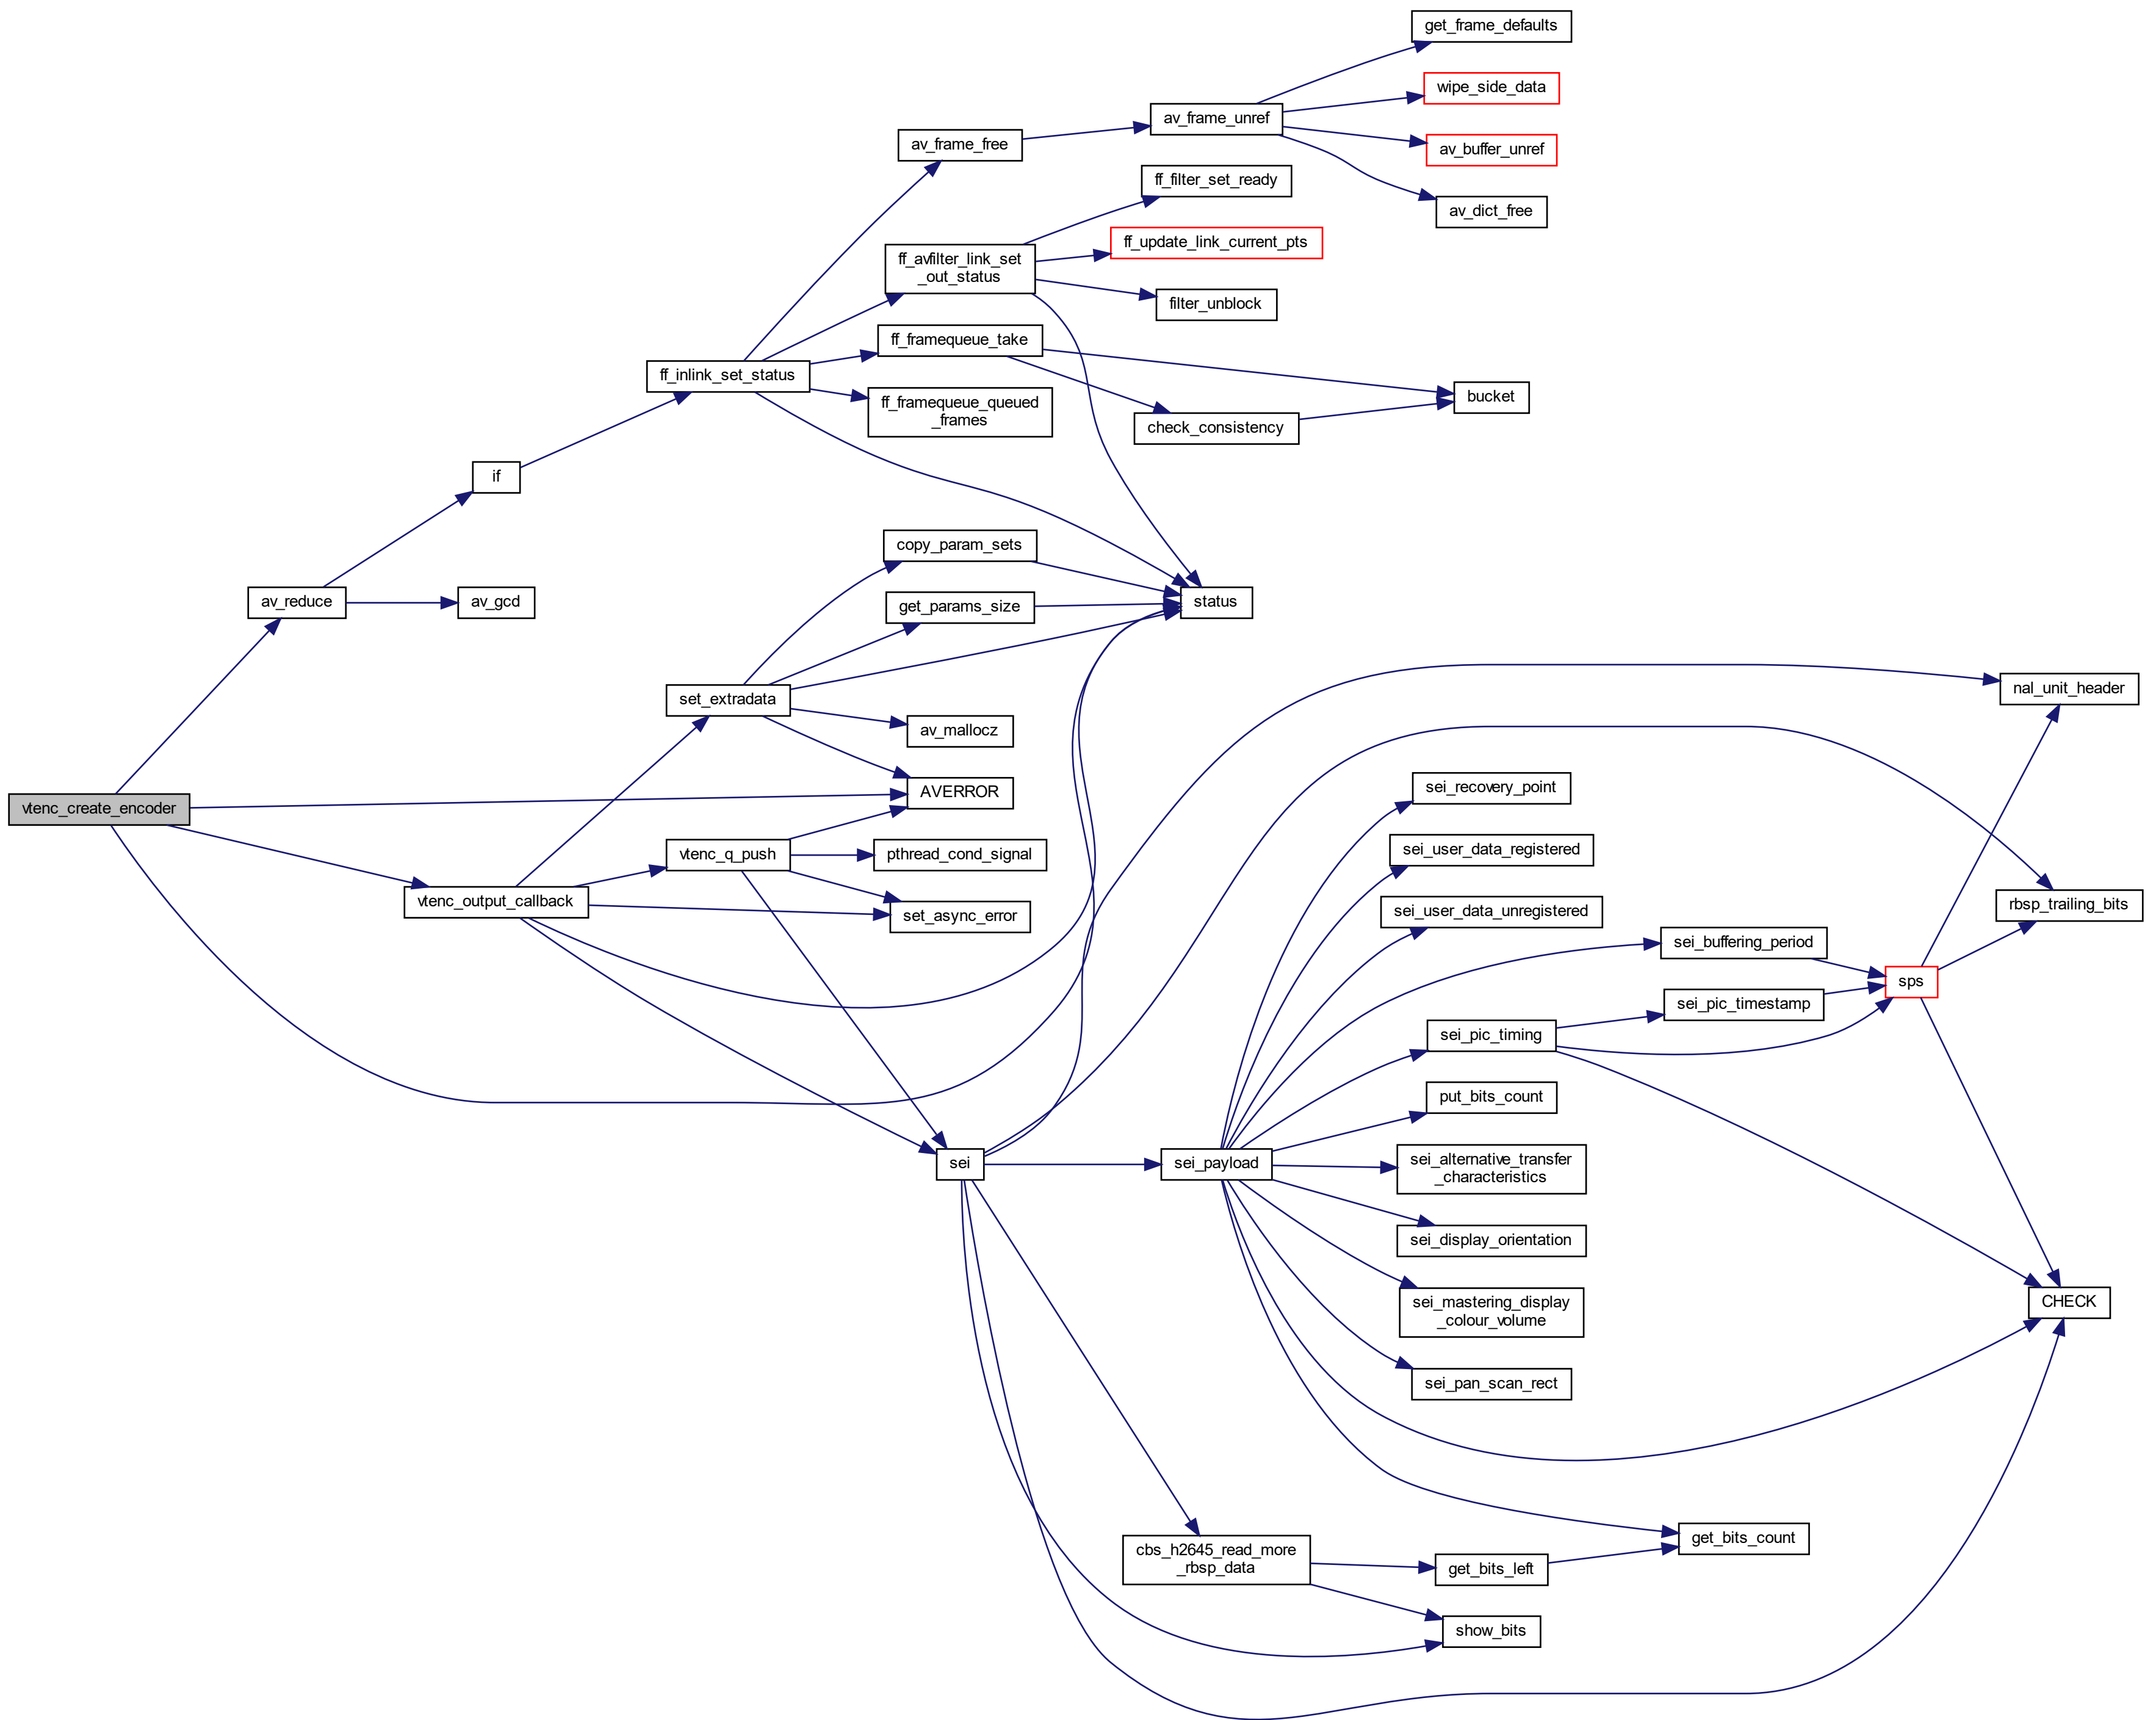 get_frame_defaults
wipe_side_data
av_frame_unref
av_frame_free
av_buffer_unref
ff_filter_set_ready
av_dict_free
ff_update_link_current_pts
ff_avfilter_link_set
_out_status
filter_unblock
ff_framequeue_take
ff_inlink_set_status
bucket
ff_framequeue_queued
_frames
check_consistency
if
copy_param_sets
av_reduce
av_gcd
get_params_size
status
nal_unit_header
set_extradata
av_mallocz
sei_recovery_point
AVERROR
vtenc_create_encoder
sei_user_data_registered
vtenc_q_push
pthread_cond_signal
vtenc_output_callback
set_async_error
sei_user_data_unregistered
rbsp_trailing_bits
sei_buffering_period
sps
sei_pic_timestamp
sei_pic_timing
put_bits_count
sei
sei_payload
sei_alternative_transfer
_characteristics
sei_display_orientation
sei_mastering_display
_colour_volume
CHECK
sei_pan_scan_rect
get_bits_count
cbs_h2645_read_more
_rbsp_data
get_bits_left
show_bits